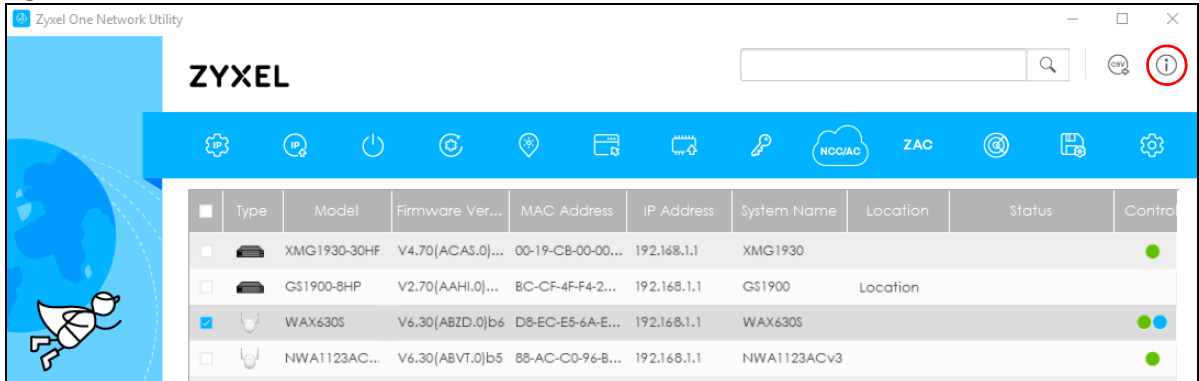 Zyxel One Network Utility
ZYXEL
CSV
IP IP NCC/AC ZAC
Type Model Firmware Ver... MAC Address IP Address System Name Location Status Control
XMG1930-30HF V4.70(ACAS.0)... 00-19-CB-00-00... 192.168.1.1 XMG1930
GS1900-8HP V2.70(AAHI.0)... BC-CF-4F-F4-2... 192.168.1.1 GS1900 Location
WAX630S V6.30(ABZD.0)b6 D8-EC-E5-6A-E... 192.168.1.1 WAX630S
NWA1123AC... V6.30(ABVT.0)b5 88-AC-C0-96-B... 192.168.1.1 NWA1123ACv3